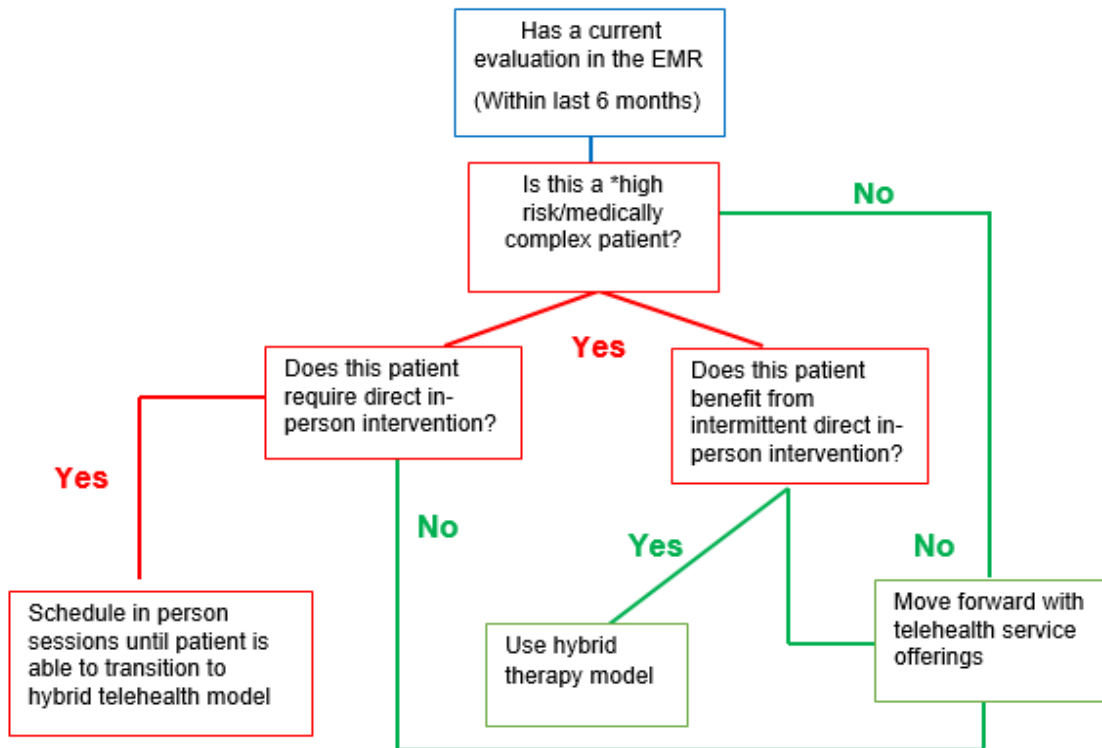 Has a current
evaluation in the EMR
(Within last 6 months)
Is this a *high
risk/medically
complex patient?
No
Yes
Does this patient
require direct in-
person intervention?
Does this patient
benefit from
intermittent direct in-
person intervention?
Yes
No
Yes
No
Schedule in person
sessions until patient is
able to transition to
hybrid telehealth model
Use hybrid
therapy model
Move forward with
telehealth service
offerings